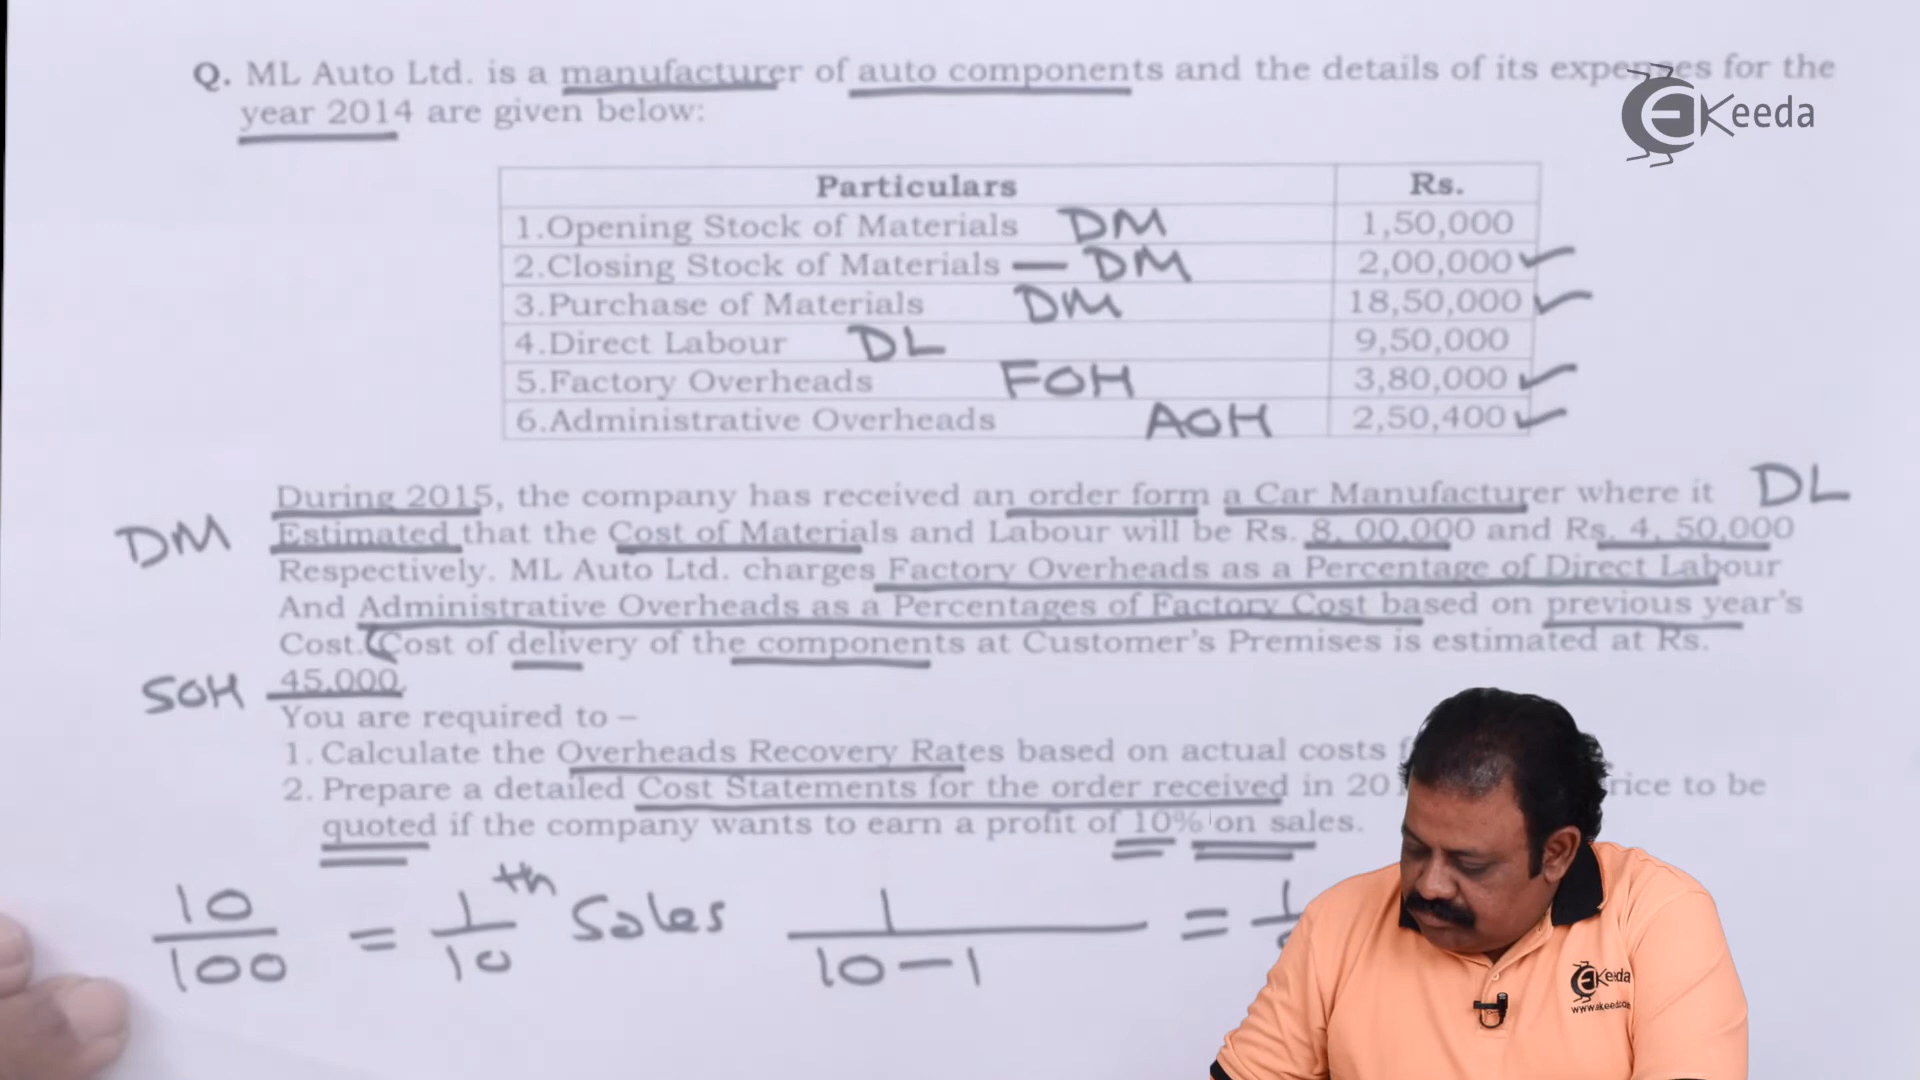 Q. ML Auto Ltd. is a manufacturer of auto components and the details of its expenses for the
year 2014 are given below:
Keeda
Particulars Rs.
1.Opening Stock of Materials DM 1,50,000
2.Closing Stock of Materials — DM 2,00,000
3.Purchase of Materials DM 18,50,000
4.Direct Labour DL 9,50,000
5.Factory Overheads FOH 3,80,000
6.Administrative Overheads AOH 2,50,400
During 2015, the company has received an order form a Car Manufacturer where it DL
DM Estimated that the Cost of Materials and Labour will be Rs. 8, 00,000 and Rs. 4, 50,000
Respectively. ML Auto Ltd. charges Factory Overheads as a Percentage of Direct Labour
And Administrative Overheads as a Percentages of Factory Cost based on previous year's
Cost. Cost of delivery of the components at Customer's Premises is estimated at Rs.
SOH 45,000.
You are required to –
1. Calculate the Overheads Recovery Rates based on actual costs
2. Prepare a detailed Cost Statements for the order received in rice to be
quoted if the company wants to earn a profit of 10% on sales.
10/100 = 1/10 th Sales 1/(10-1) = 1
Keeda